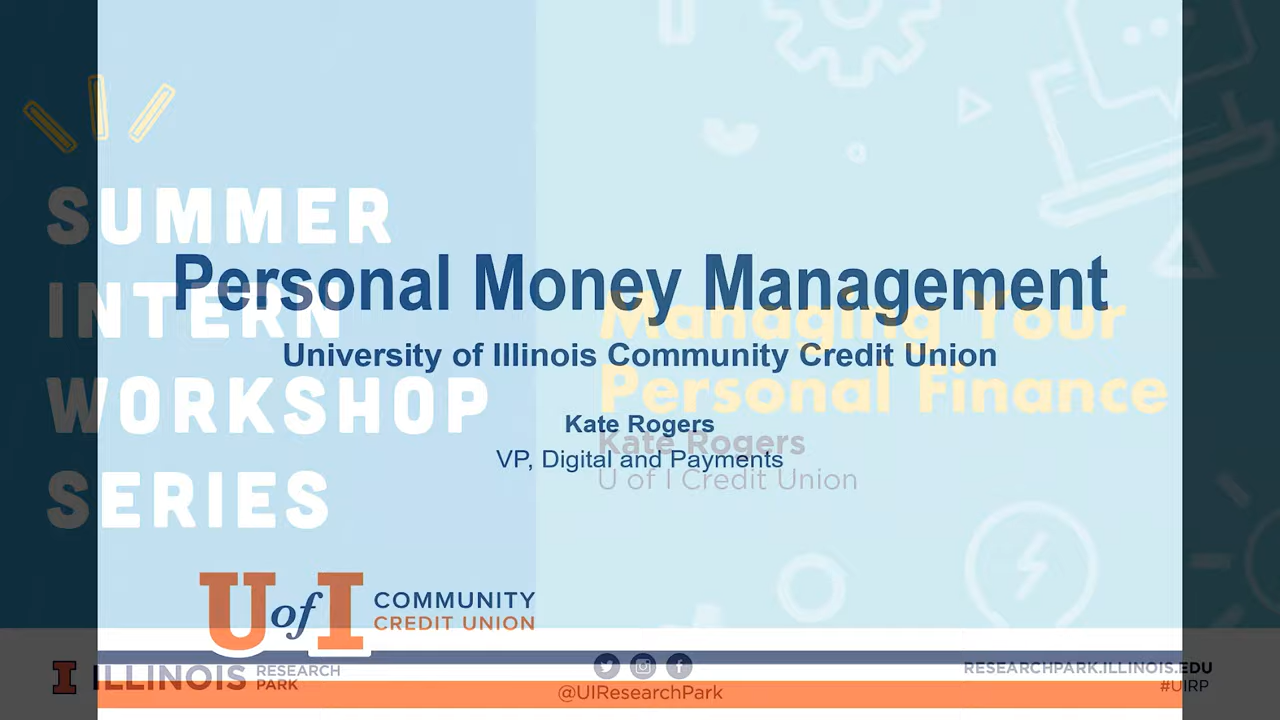 SUMMER
INTERN
WORKSHOP
SERIES
Personal Money Management
University of Illinois Community Credit Union
Kate Rogers
VP, Digital and Payments
Managing Your
Personal Finance
Kate Rogers
U of I Credit Union
U of I COMMUNITY
CREDIT UNION
I ILLINOIS RESEARCH
PARK
@UIResearchPark
RESEARCHPARK.ILLINOIS.EDU
#UIRP